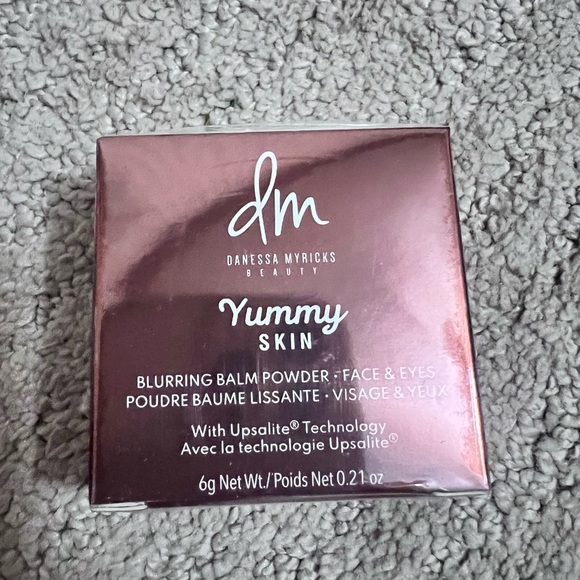 dm
DANESSA MYRICKS
BEAUTY
Yummy
SKIN
BLURRING BALM POWDER • FACE & EYES
POUDRE BAUME LISSANTE • VISAGE & YEUX
With Upsalite® Technology
Avec la technologie Upsalite®
6g Net Wt./Poids Net 0.21 oz